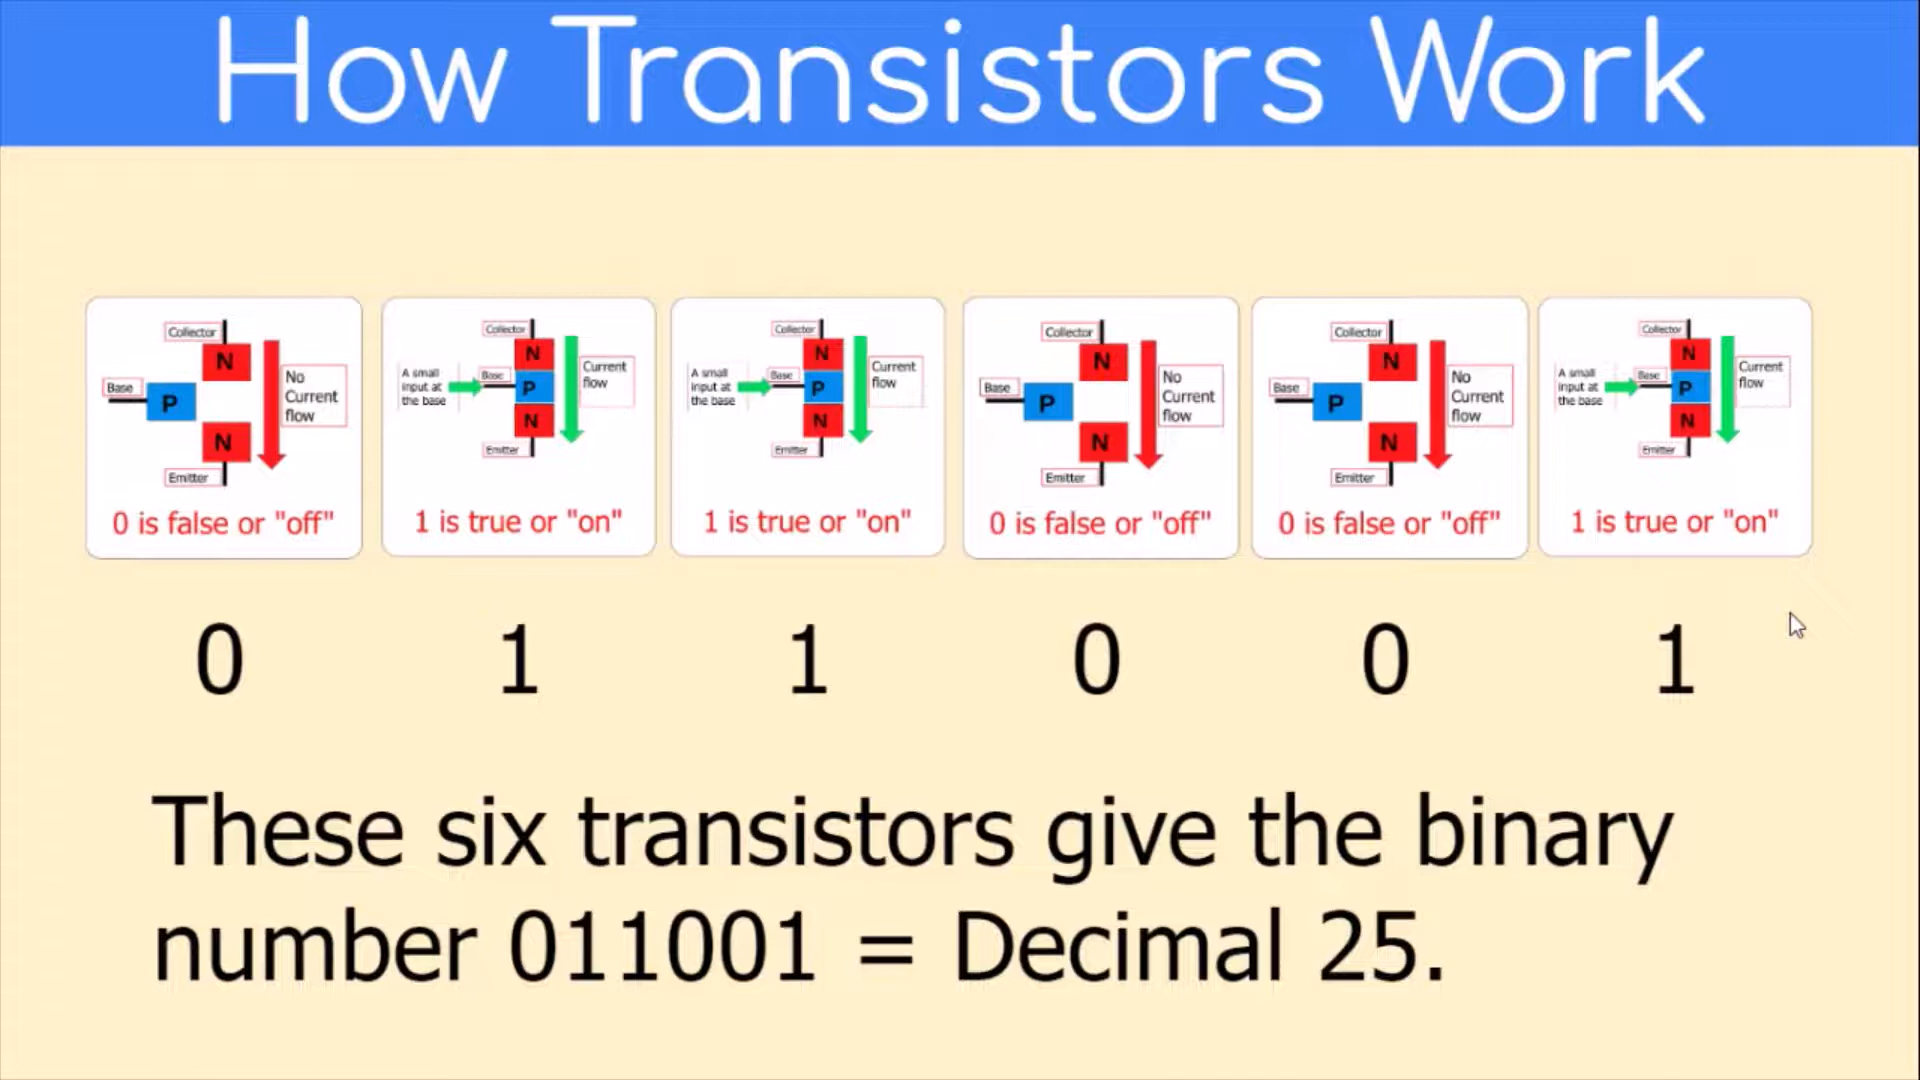 How Transistors Work
Collector
N
Base
P
No
Current
flow
N
Emitter
0 is false or "off"
Collector
N
A small
input at
the base
Base
P
Current
flow
N
Emitter
1 is true or "on"
Collector
N
A small
input at
the base
Base
P
Current
flow
N
Emitter
1 is true or "on"
Collector
N
Base
P
No
Current
flow
N
Emitter
0 is false or "off"
Collector
N
Base
P
No
Current
flow
N
Emitter
0 is false or "off"
Collector
N
A small
input at
the base
Base
P
Current
flow
N
Emitter
1 is true or "on"
0 1 1 0 0 1
These six transistors give the binary
number 011001 = Decimal 25.